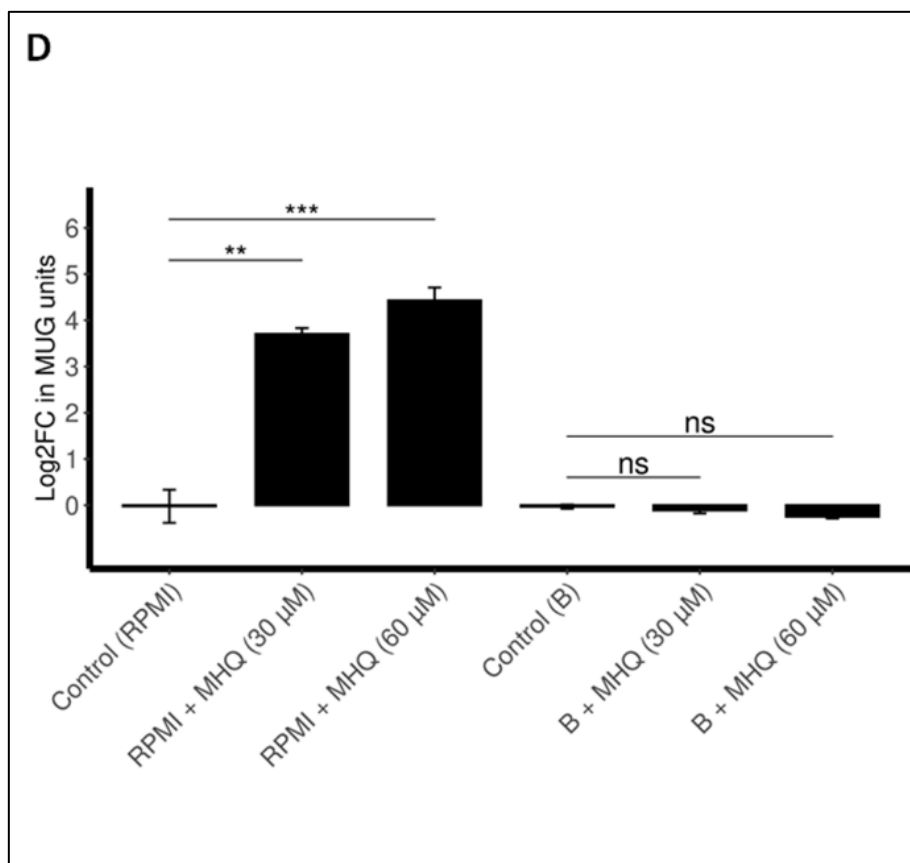 D
Log2FC in MUG units
6
5
4
3
2
1
0
***
**
ns
ns
Control (RPMI)
RPMI + MHQ (30 µM)
RPMI + MHQ (60 µM)
Control (B)
B + MHQ (30 µM)
B + MHQ (60 µM)